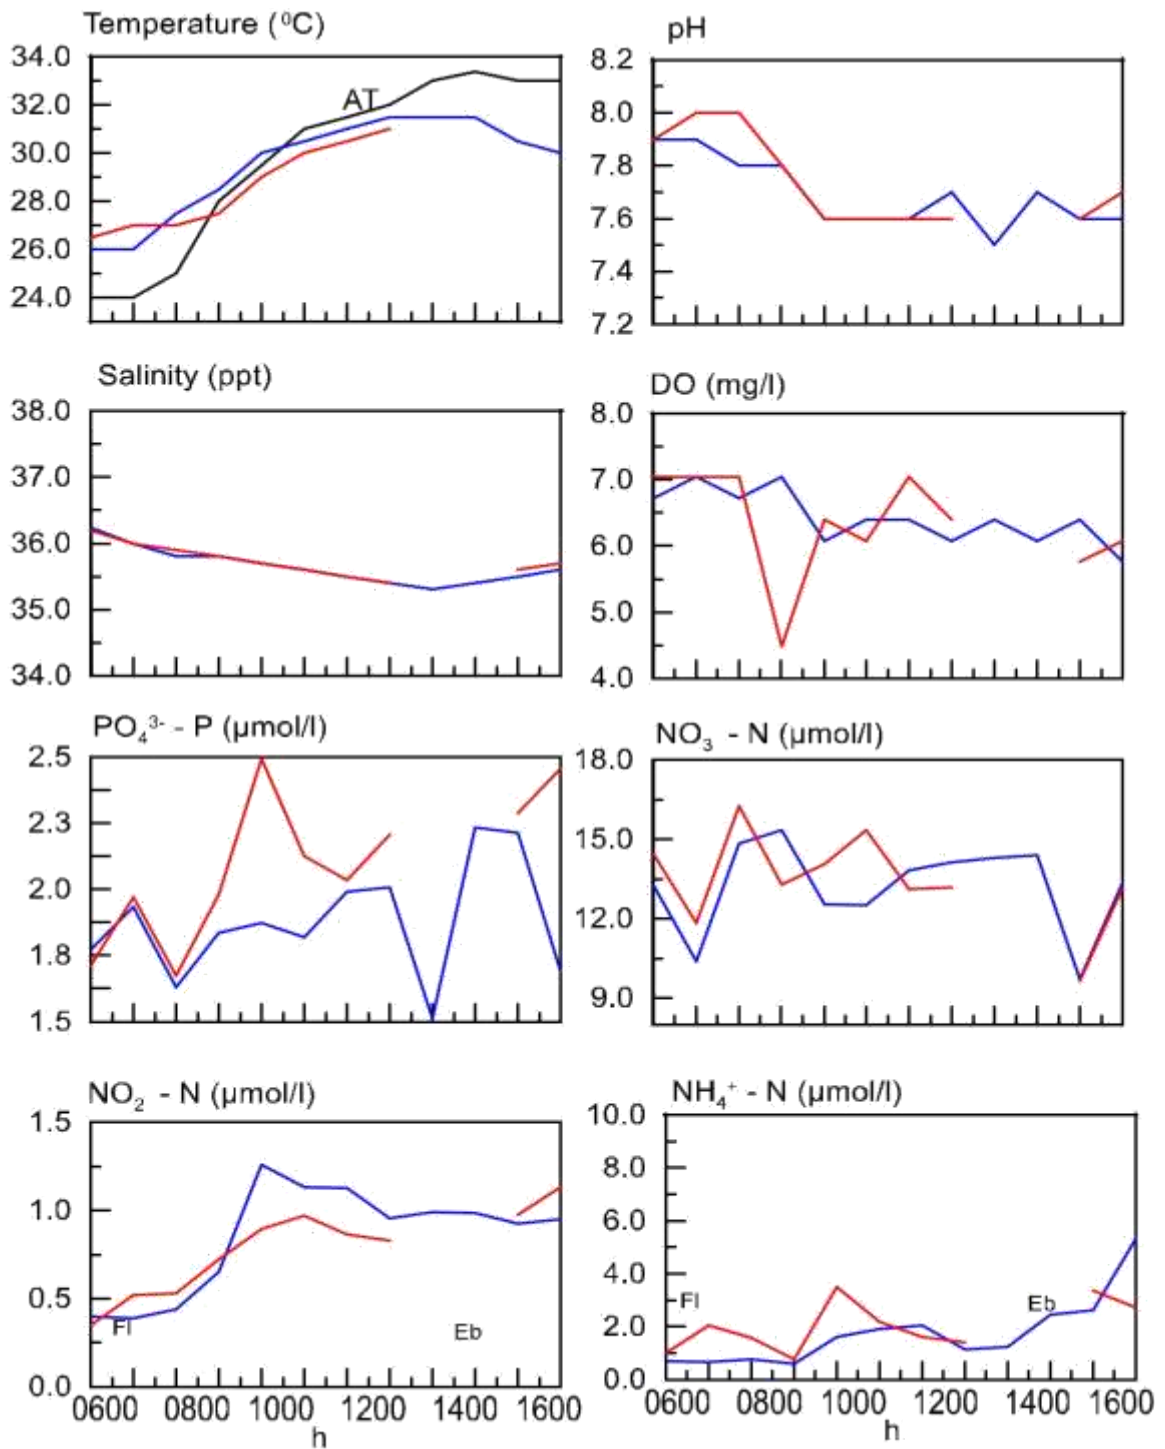 Temperature (⁰C)
34.0
32.0
30.0
28.0
26.0
24.0
AT
pH
8.2
8.0
7.8
7.6
7.4
7.2
Salinity (ppt)
38.0
37.0
36.0
35.0
34.0
DO (mg/l)
8.0
7.0
6.0
5.0
4.0
PO₄³⁻ - P (µmol/l)
2.5
2.3
2.0
1.8
1.5
NO₃ - N (µmol/l)
18.0
15.0
12.0
9.0
NO₂ - N (µmol/l)
1.5
1.0
0.5
0.0
Fl
Eb
0600 0800 1000 1200 1400 1600
h
NH₄⁺ - N (µmol/l)
10.0
8.0
6.0
4.0
2.0
0.0
Fl
Eb
0600 0800 1000 1200 1400 1600
h